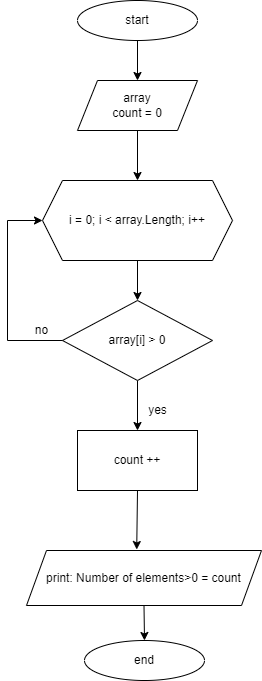 start
array
count = 0
i = 0; i < array.Length; i++
array[i] > 0
no
yes
count ++
print: Number of elements>0 = count
end